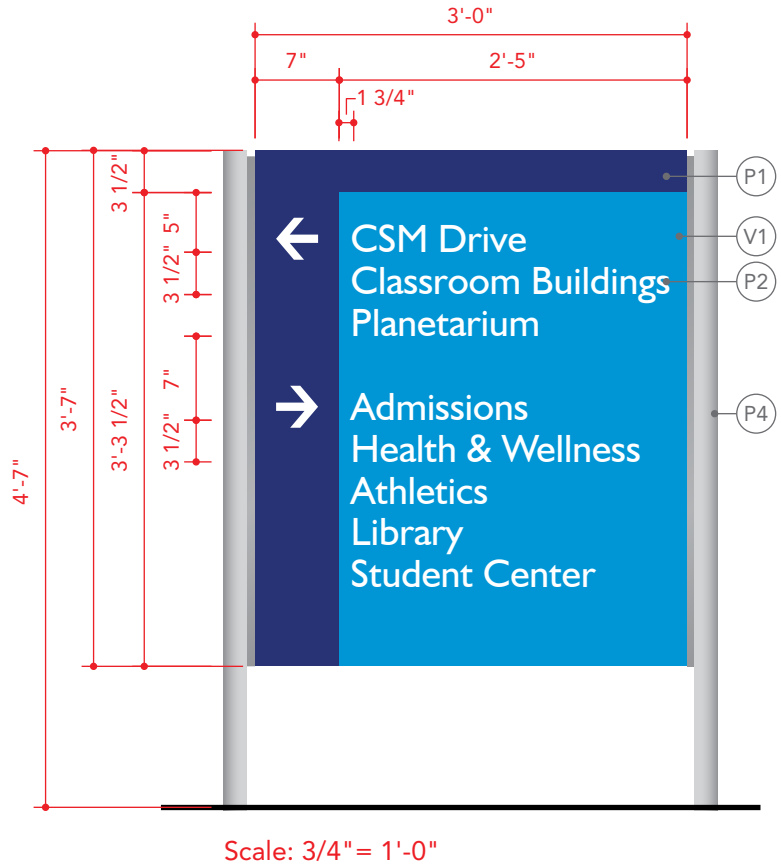 3'-0"
7" 2'-5"
1 3/4"
3 1/2"
5"
3 1/2"
7"
3 1/2"
3'-3 1/2"
3'-7"
4'-7"
P1
V1
P2
P4
CSM Drive
Classroom Buildings
Planetarium
Admissions
Health & Wellness
Athletics
Library
Student Center
Scale: 3/4"= 1'-0"